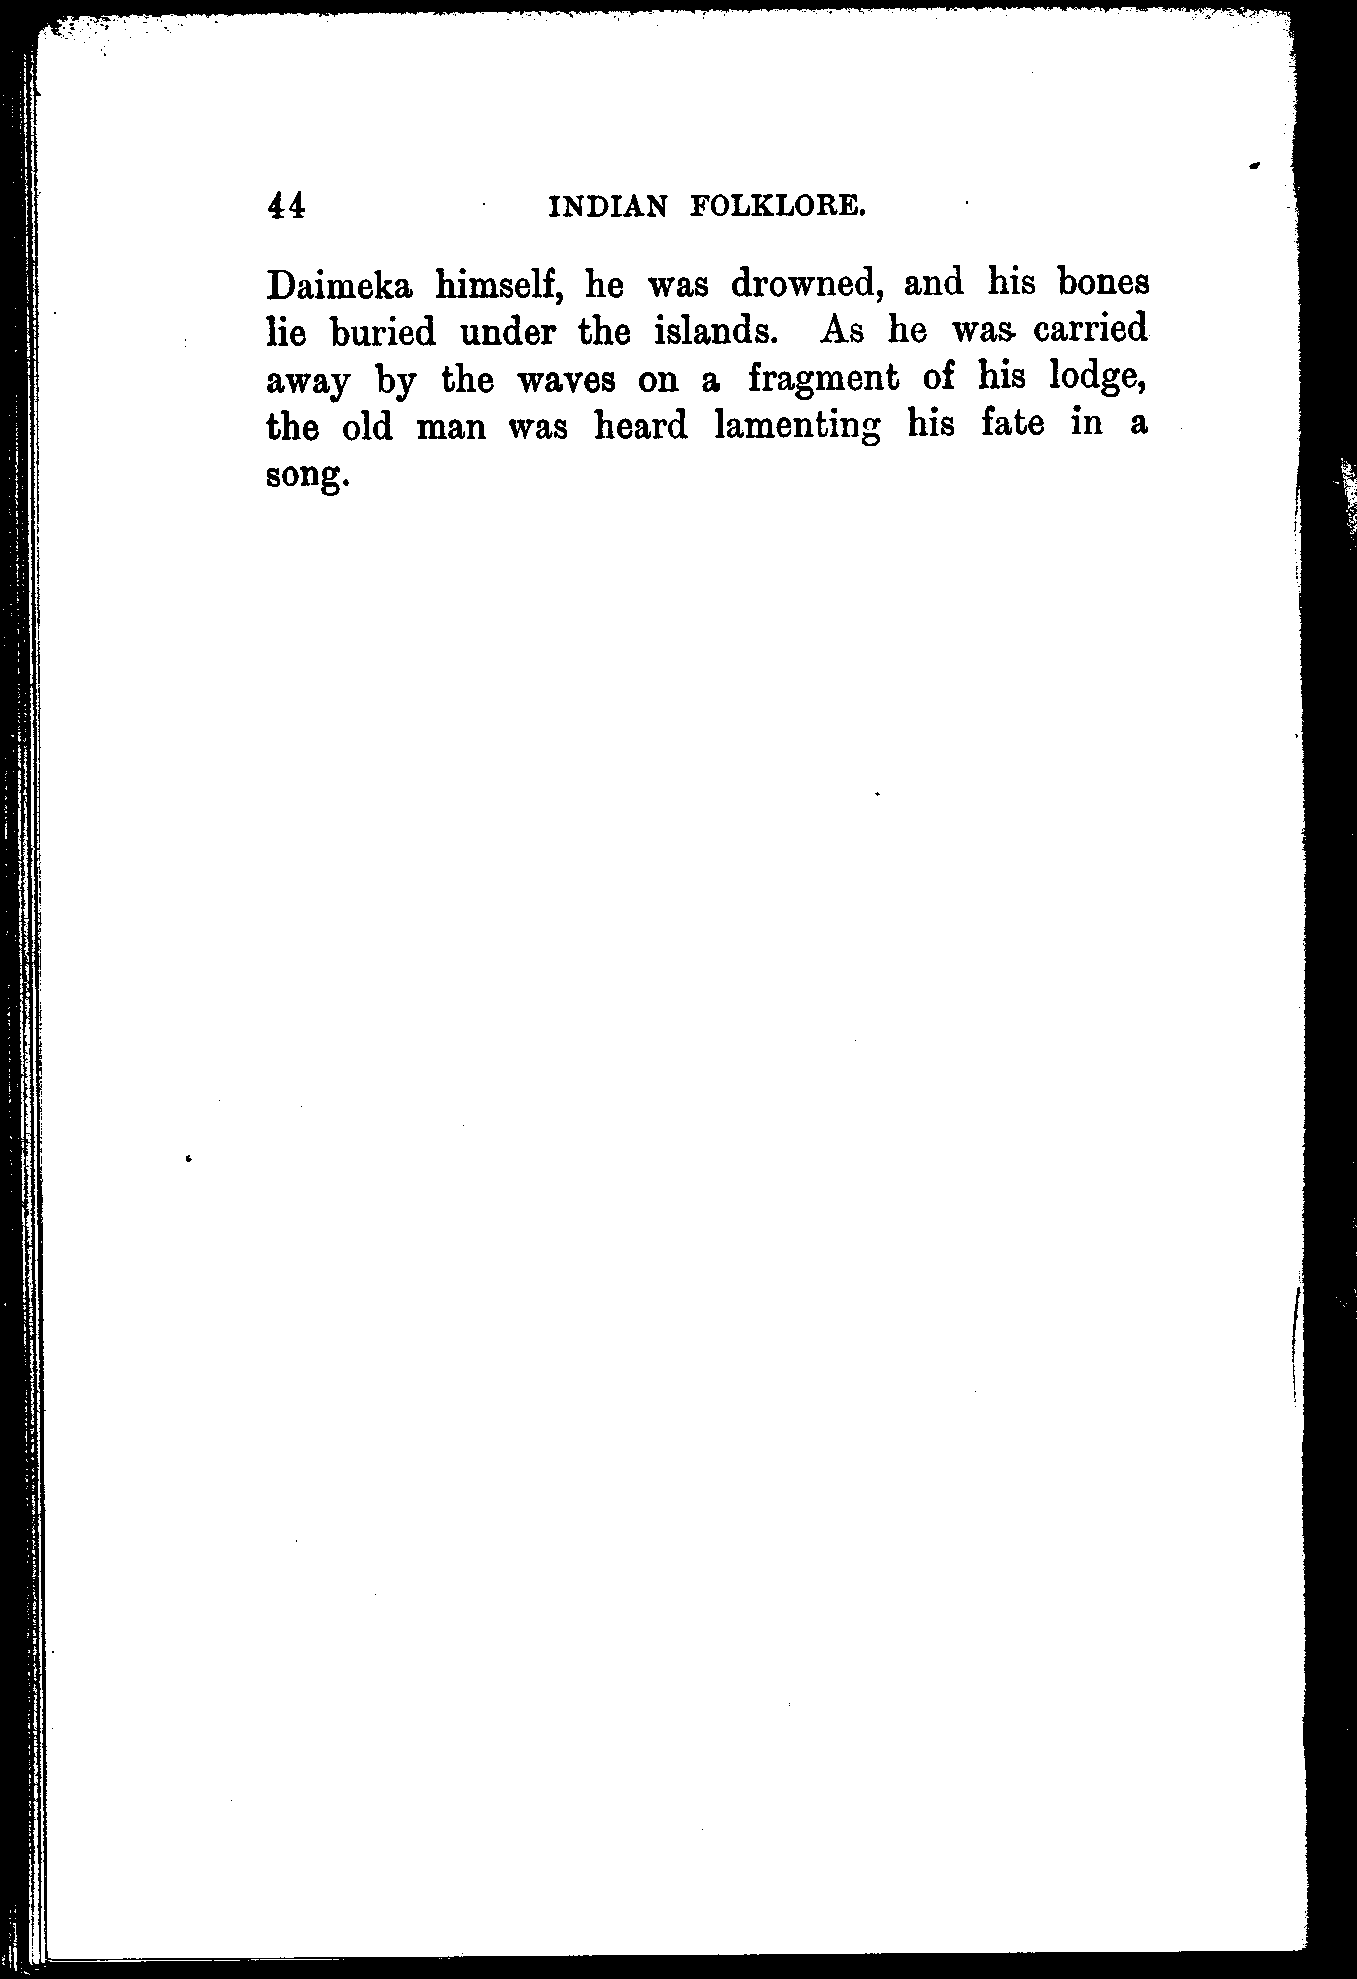 44 INDIAN FOLKLORE.
Daimeka himself, he was drowned, and his bones
lie buried under the islands. As he was carried
away by the waves on a fragment of his lodge,
the old man was heard lamenting his fate in a
song.